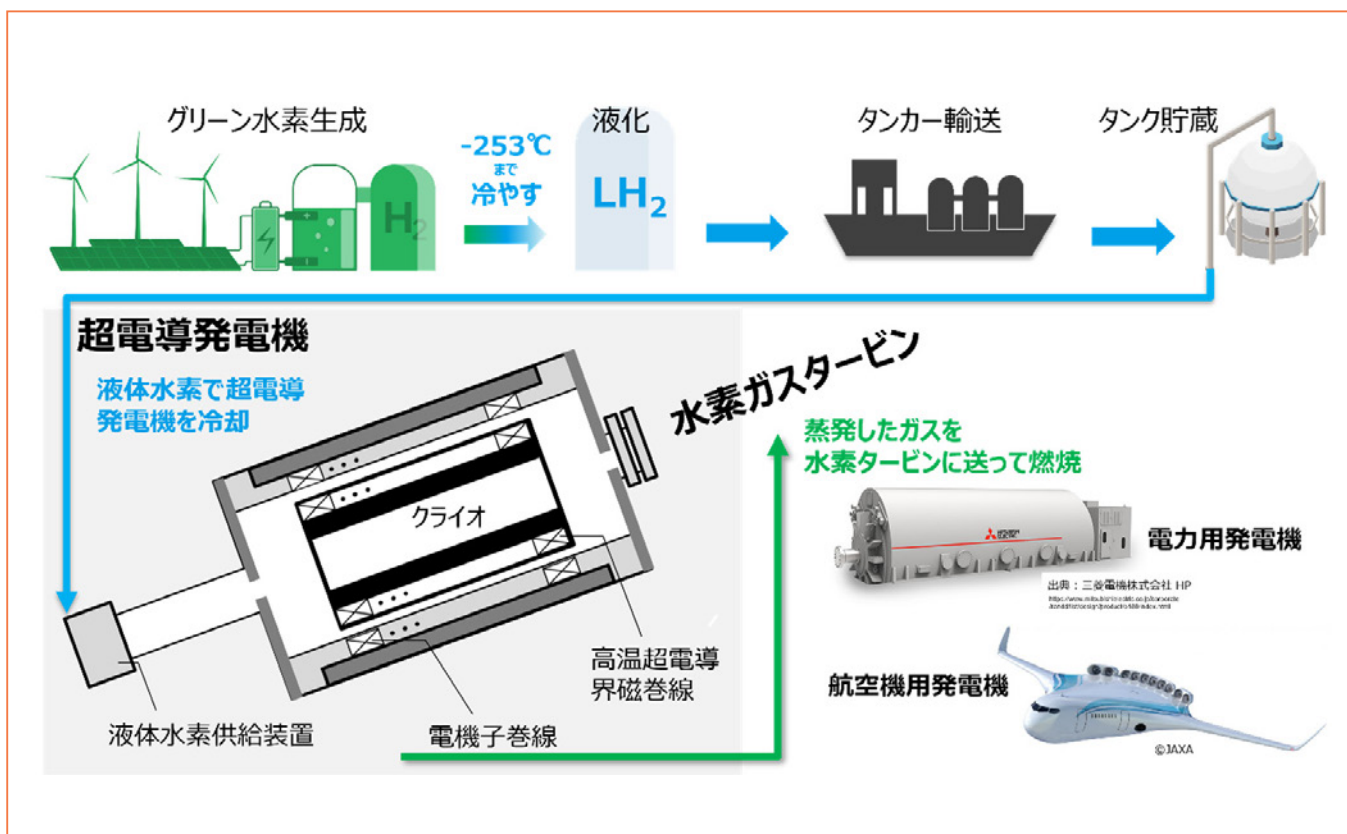 グリーン水素生成
液化
タンカー輸送
タンク貯蔵
-253℃
まで
冷やす
H2
LH2
超電導発電機
液体水素で超電導
発電機を冷却
水素ガスタービン
クライオ
蒸発したガスを
水素タービンに送って燃焼
MITSUBISHI
ELECTRIC
電力用発電機
出典:三菱電機株式会社 HP
高温超電導
界磁巻線
航空機用発電機
液体水素供給装置
電機子巻線
©JAXA